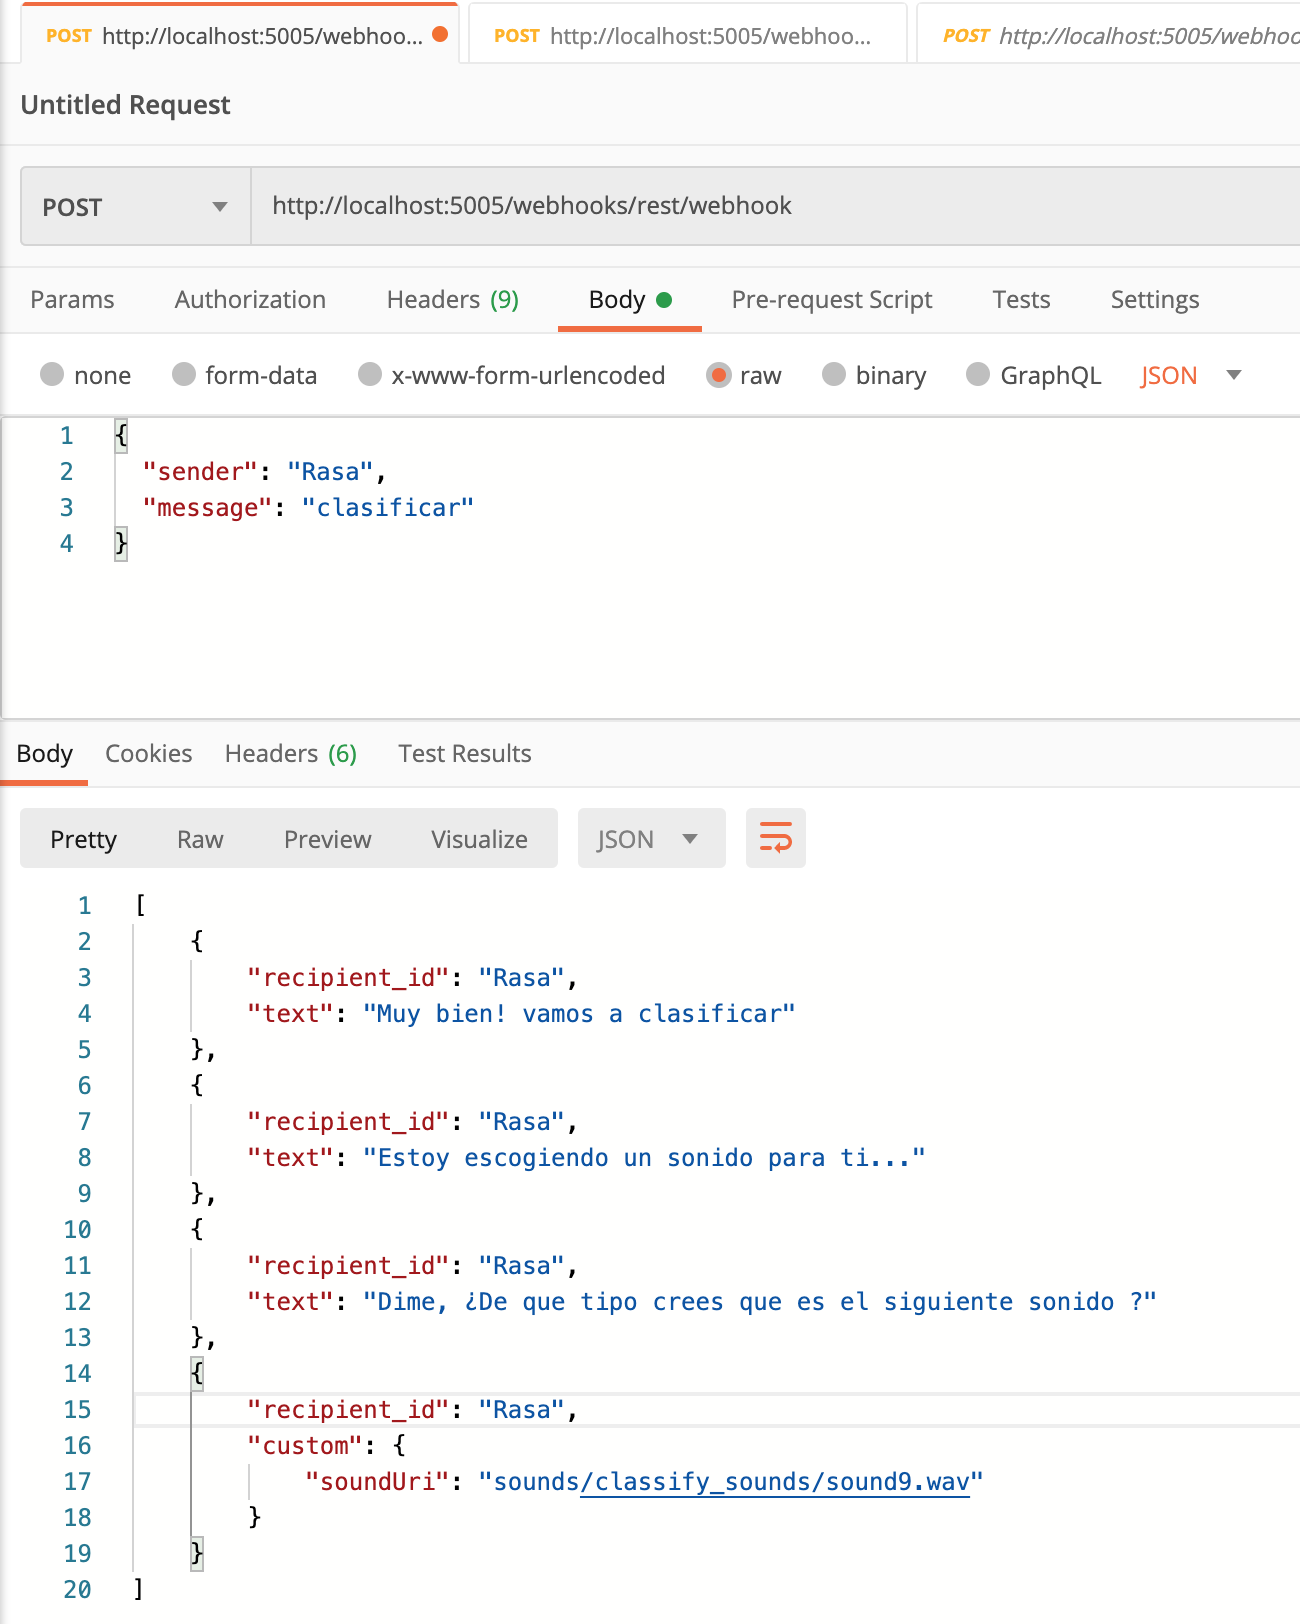 POST http://localhost:5005/webhoo... POST http://localhost:5005/webhoo... POST http://localhost:5005/webhoo
Untitled Request
POST http://localhost:5005/webhooks/rest/webhook
Params Authorization Headers (9) Body Pre-request Script Tests Settings
none form-data x-www-form-urlencoded raw binary GraphQL JSON
1 {
2 "sender": "Rasa",
3 "message": "clasificar"
4 }
Body Cookies Headers (6) Test Results
Pretty Raw Preview Visualize JSON
1 [
2 {
3 "recipient_id": "Rasa",
4 "text": "Muy bien! vamos a clasificar"
5 },
6 {
7 "recipient_id": "Rasa",
8 "text": "Estoy escogiendo un sonido para ti..."
9 },
10 {
11 "recipient_id": "Rasa",
12 "text": "Dime, ¿De que tipo crees que es el siguiente sonido ?"
13 },
14 {
15 "recipient_id": "Rasa",
16 "custom": {
17 "soundUri": "sounds/classify_sounds/sound9.wav"
18 }
19 }
20 ]